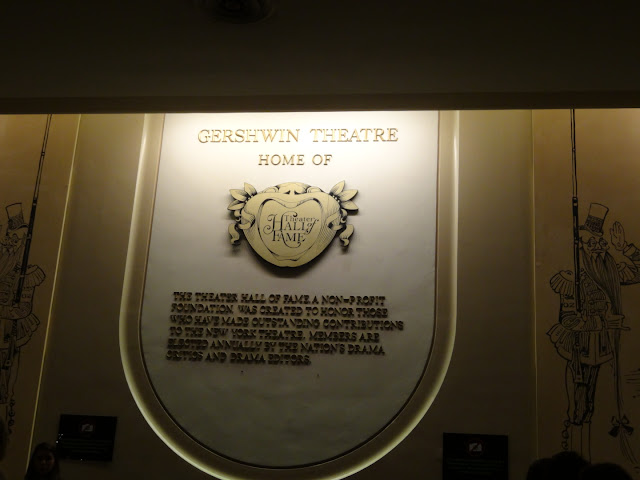 GERSHWIN THEATRE
HOME OF
Theater
HALL of
FAME
THE THEATER HALL OF FAME, A NON-PROFIT
FOUNDATION, WAS CREATED TO HONOR THOSE
WHO HAVE MADE OUTSTANDING CONTRIBUTIONS
TO THE NEW YORK THEATRE. MEMBERS ARE
ELECTED ANNUALLY BY THE NATION'S DRAMA
CRITICS AND DRAMA EDITORS.